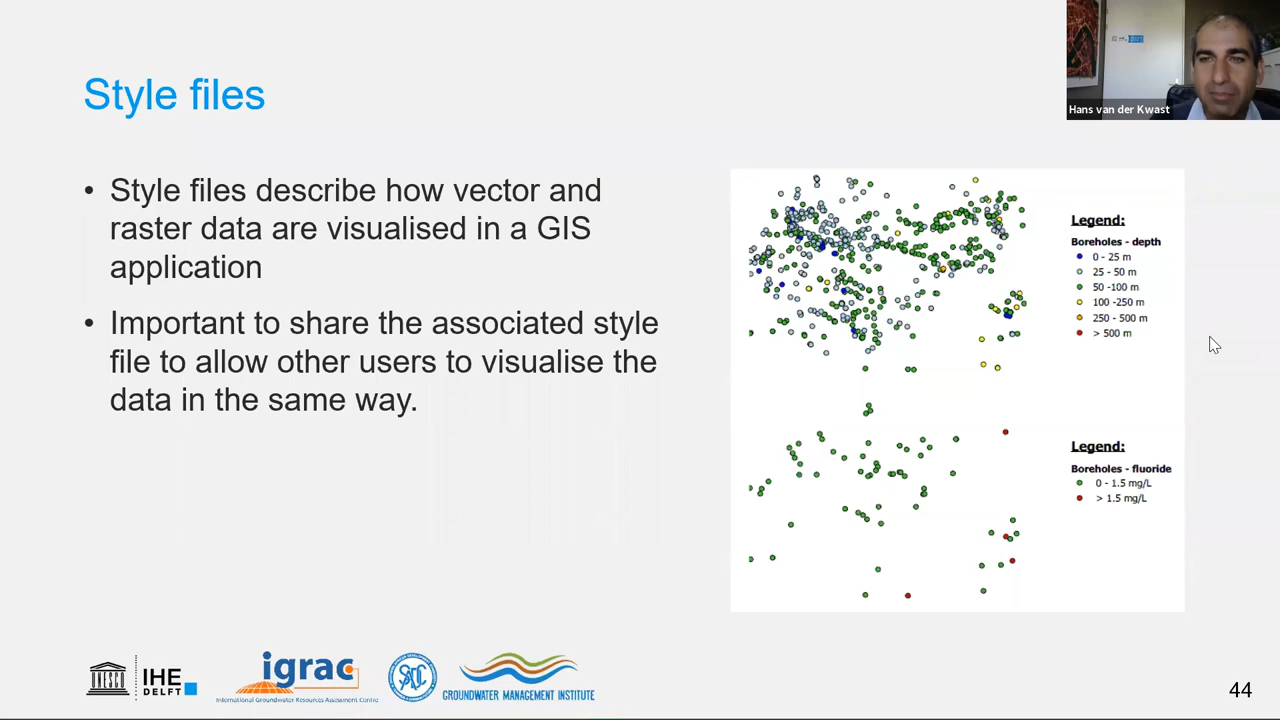 Style files
Hans van der Kwast
• Style files describe how vector and
raster data are visualised in a GIS
application
• Important to share the associated style
file to allow other users to visualise the
data in the same way.
Legend:
Boreholes - depth
0 - 25 m
25 - 50 m
50 -100 m
100 -250 m
250 - 500 m
> 500 m
Legend:
Boreholes - fluoride
0 - 1.5 mg/L
> 1.5 mg/L
UNESCO
IHE
DELFT
igrac
International Groundwater Resources Assessment Centre
GROUNDWATER MANAGEMENT INSTITUTE
44